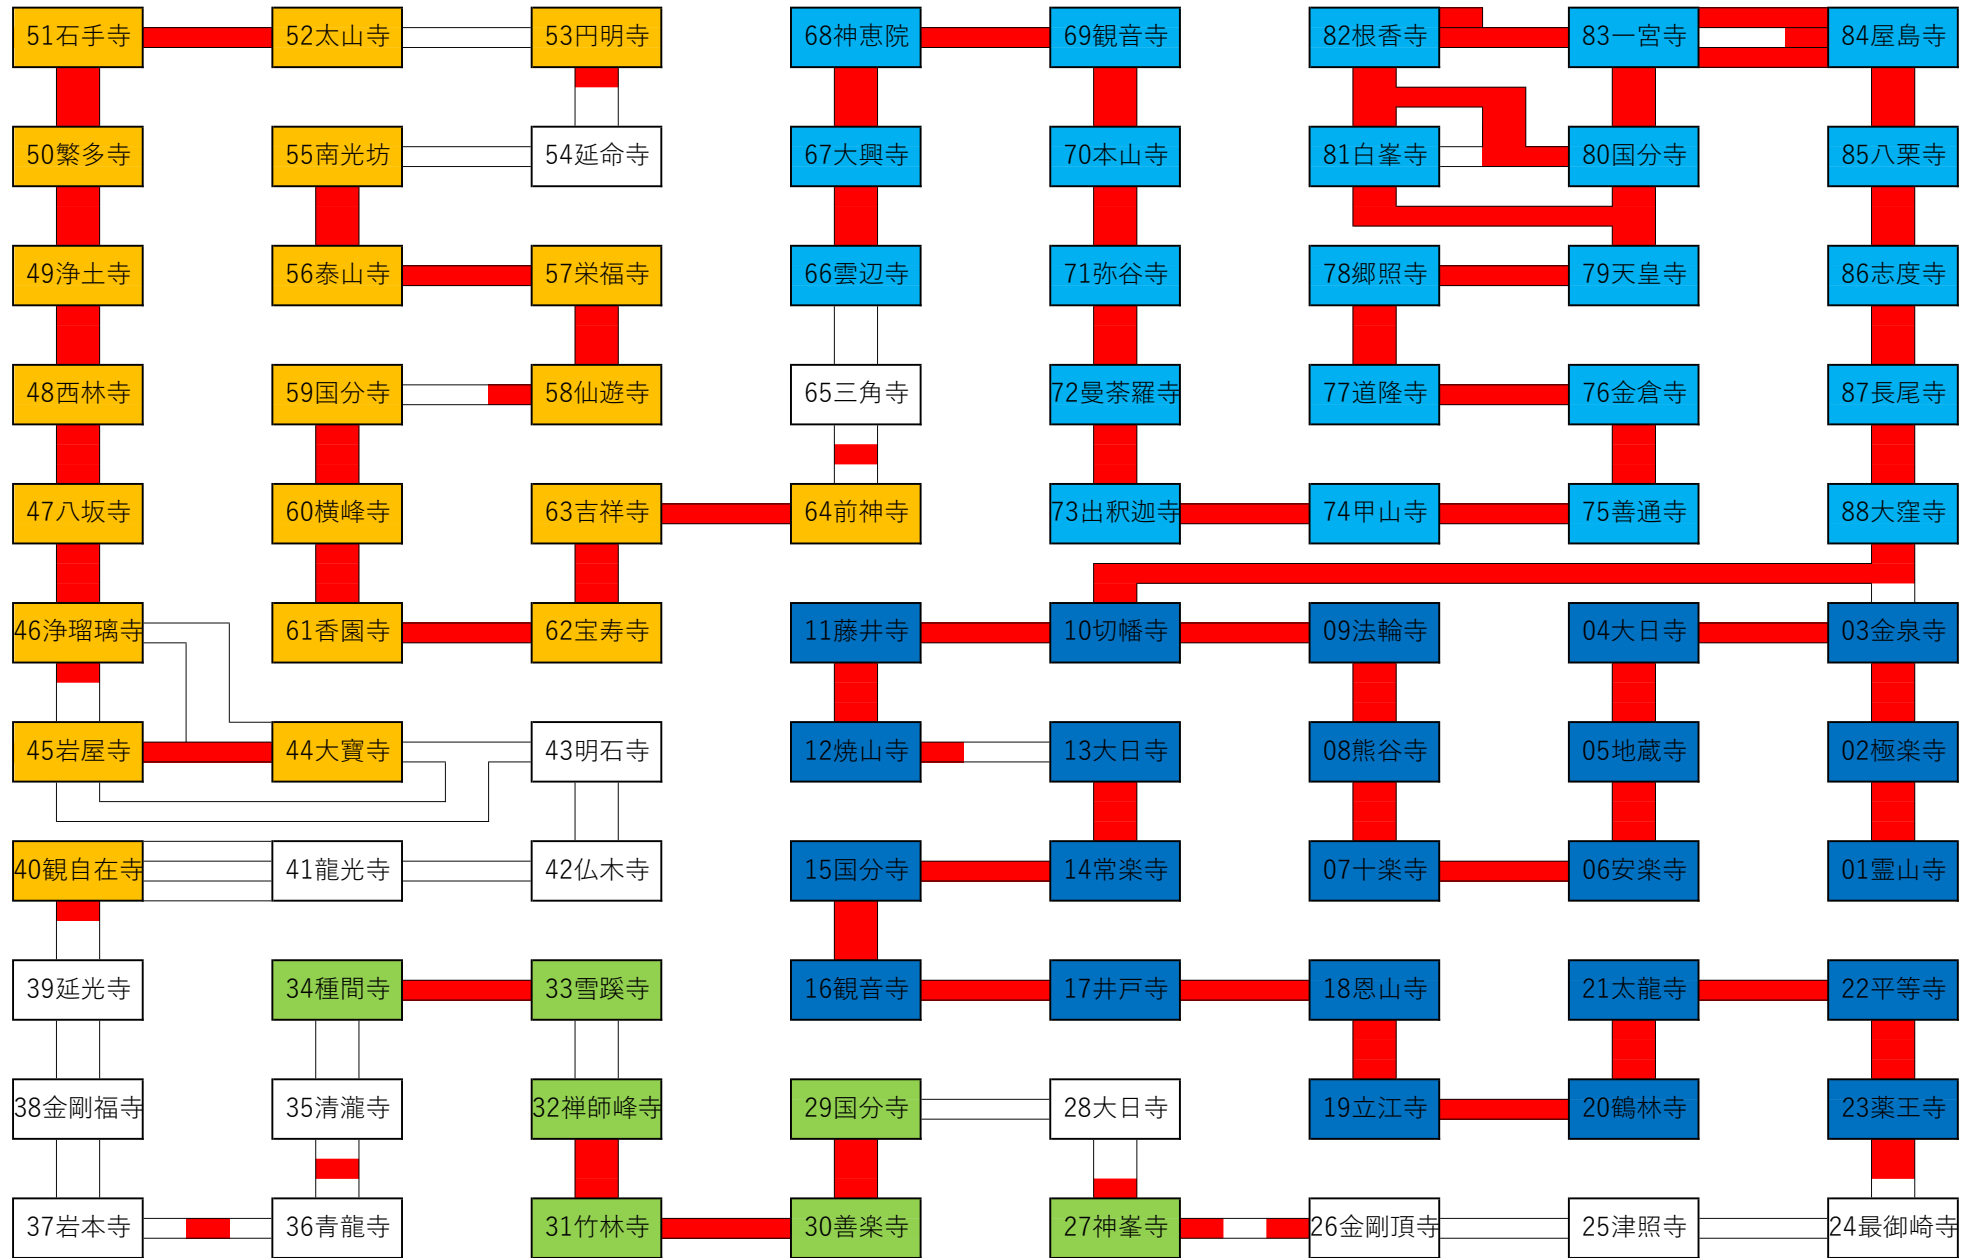 51石手寺 52太山寺 53円明寺 68神恵院 69観音寺 82根香寺 83一宮寺 84屋島寺
50繁多寺 55南光坊 54延命寺 67大興寺 70本山寺 81白峯寺 80国分寺 85八栗寺
49浄土寺 56泰山寺 57栄福寺 66雲辺寺 71弥谷寺 78郷照寺 79天皇寺 86志度寺
48西林寺 59国分寺 58仙遊寺 65三角寺 72曼荼羅寺 77道隆寺 76金倉寺 87長尾寺
47八坂寺 60横峰寺 63吉祥寺 64前神寺 73出釈迦寺 74甲山寺 75善通寺 88大窪寺
46浄瑠璃寺 61香園寺 62宝寿寺 11藤井寺 10切幡寺 09法輪寺 04大日寺 03金泉寺
45岩屋寺 44大寶寺 43明石寺 12焼山寺 13大日寺 08熊谷寺 05地蔵寺 02極楽寺
40観自在寺 41龍光寺 42仏木寺 15国分寺 14常楽寺 07十楽寺 06安楽寺 01霊山寺
39延光寺 34種間寺 33雪蹊寺 16観音寺 17井戸寺 18恩山寺 21太龍寺 22平等寺
38金剛福寺 35清瀧寺 32禅師峰寺 29国分寺 28大日寺 19立江寺 20鶴林寺 23薬王寺
37岩本寺 36青龍寺 31竹林寺 30善楽寺 27神峯寺 26金剛頂寺 25津照寺 24最御崎寺